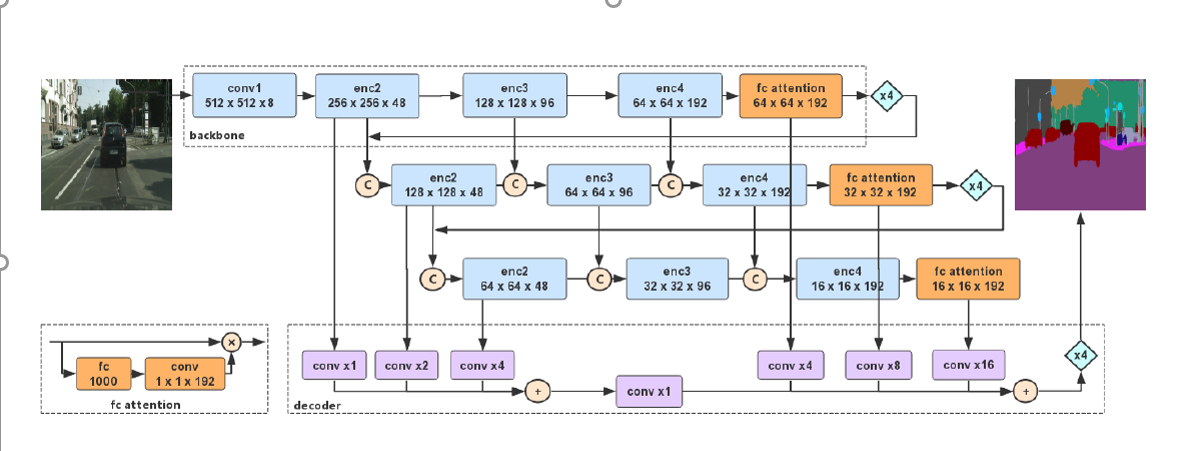 conv1
512 x 512 x 8
enc2
256 x 256 x 48
enc3
128 x 128 x 96
enc4
64 x 64 x 192
fc attention
64 x 64 x 192
x4
backbone
C
enc2
128 x 128 x 48
C
enc3
64 x 64 x 96
C
enc4
32 x 32 x 192
fc attention
32 x 32 x 192
x4
C
enc2
64 x 64 x 48
C
enc3
32 x 32 x 96
C
enc4
16 x 16 x 192
fc attention
16 x 16 x 192
×
fc
1000
conv
1 x 1 x 192
fc attention
conv x1
conv x2
conv x4
conv x4
conv x8
conv x16
x4
+
conv x1
+
decoder